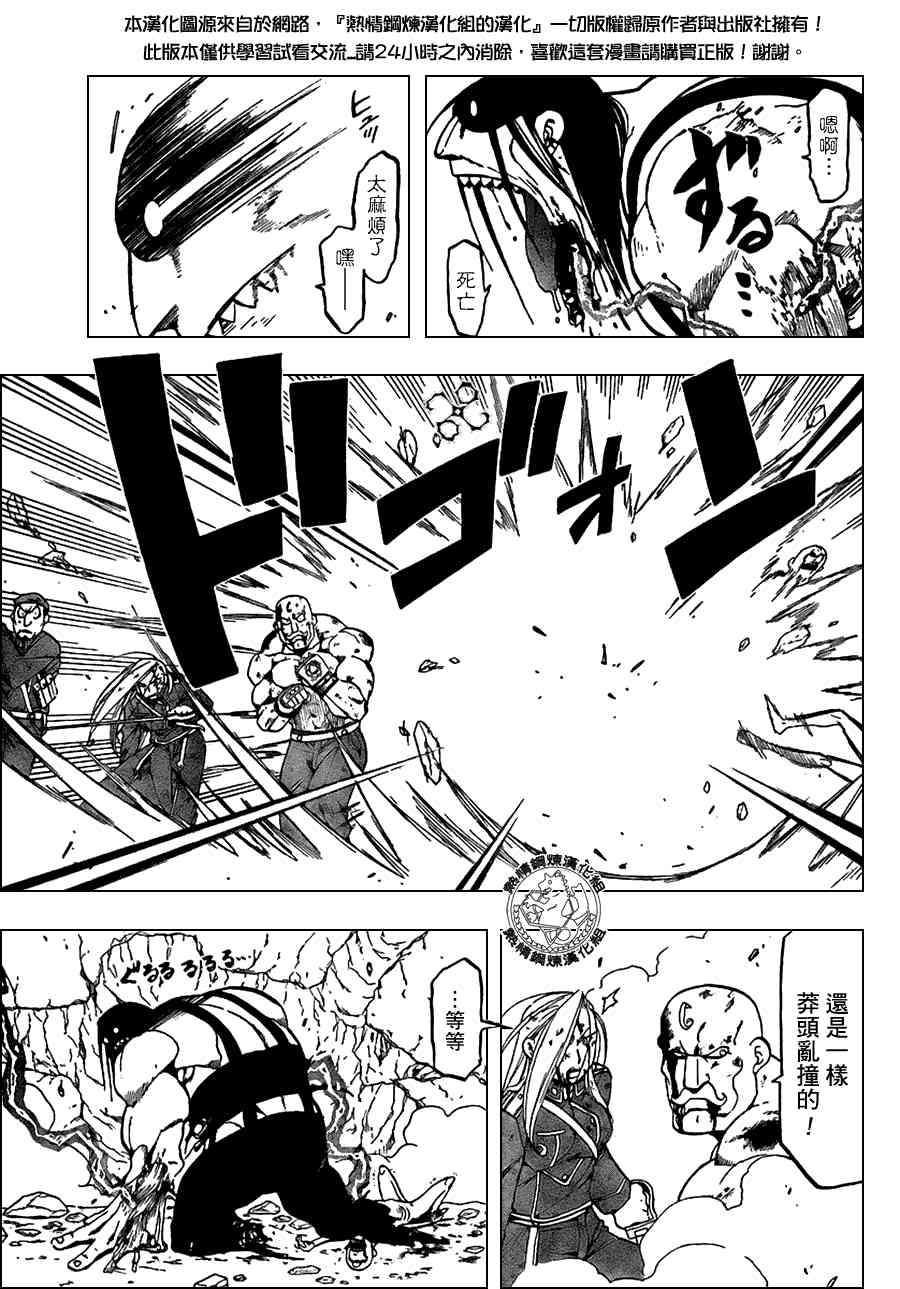 本漢化圖源來自於網路，『熱情鋼煉漢化組的漢化』一切版權歸原作者與出版社擁有！
此版本僅供學習試看交流_請24小時之內消除，喜歡這套漫畫請購買正版！謝謝。
嗯啊…
ずる…
死亡
ヒュッ
太麻煩了
嘿——
ドゴォン
還是一樣
莽頭亂撞的！
…等等
ぐるるるるる
熱情鋼煉漢化組
熱情鋼煉漢化組